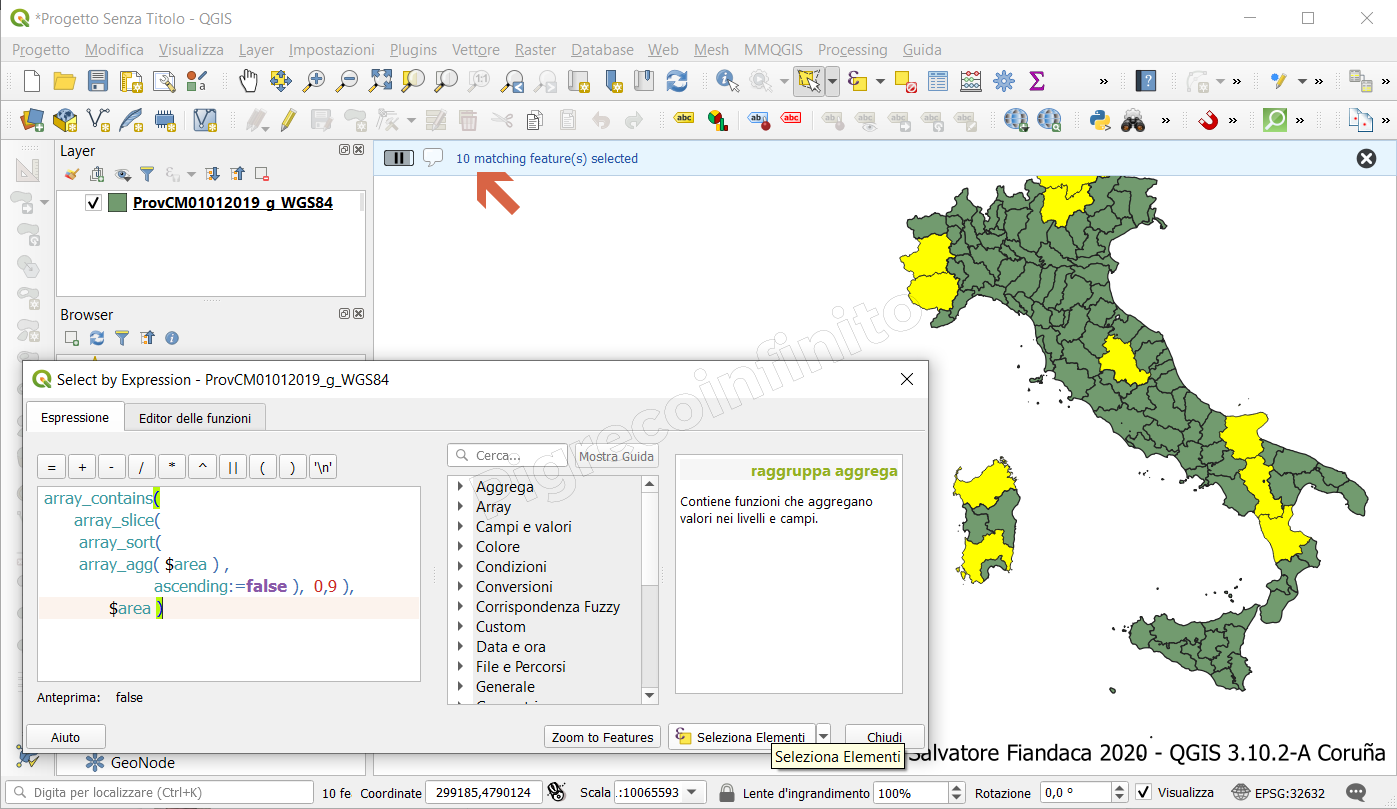 *Progetto Senza Titolo - QGIS
Progetto Modifica Visualizza Layer Impostazioni Plugins Vettore Raster Database Web Mesh MMQGIS Processing Guida
Layer
10 matching feature(s) selected
ProvCM01012019_g_WGS84
Browser
Pigrecoinfinito
Select by Expression - ProvCM01012019_g_WGS84
Espressione
Editor delle funzioni
= + - / * ^ || ( ) '\n'
Cerca...
Mostra Guida
array_contains(
array_slice(
array_sort(
array_agg( $area ) ,
ascending:=false ), 0,9 ),
$area )
Aggrega
Array
Campi e valori
Colore
Condizioni
Conversioni
Corrispondenza Fuzzy
Custom
Data e ora
File e Percorsi
Generale
raggruppa aggrega
Contiene funzioni che aggregano
valori nei livelli e campi.
Anteprima: false
Aiuto
Zoom to Features
Seleziona Elementi
Chiudi
Seleziona Elementi
Salvatore Fiandaca 2020 - QGIS 3.10.2-A Coruña
GeoNode
Digita per localizzare (Ctrl+K)
10 fe
Coordinate 299185,4790124
Scala :10065593
Lente d'ingrandimento 100%
Rotazione 0,0 °
Visualizza
EPSG:32632